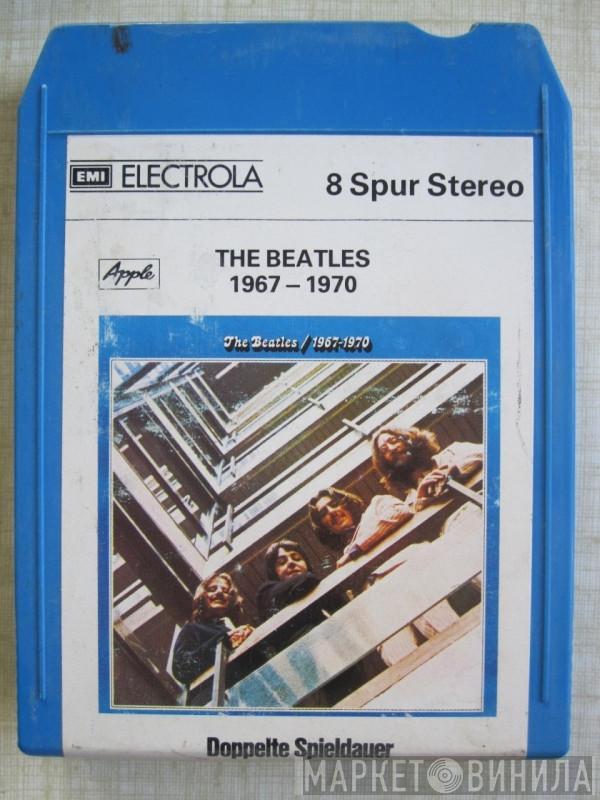 EMI ELECTROLA
8 Spur Stereo
Apple
THE BEATLES
1967 – 1970
The Beatles / 1967-1970
Doppelte Spieldauer
МАРКЕТ ВИНИЛА